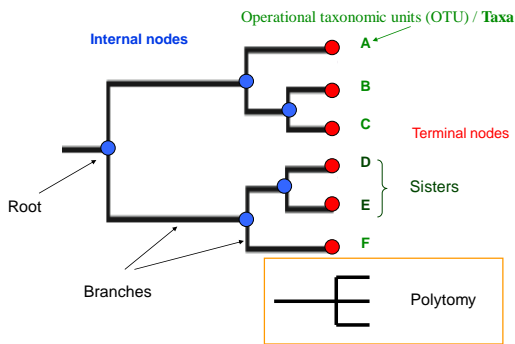 Operational taxonomic units (OTU) / Taxa
Internal nodes
A
B
C
Terminal nodes
D
Sisters
E
Root
F
Branches
Polytomy